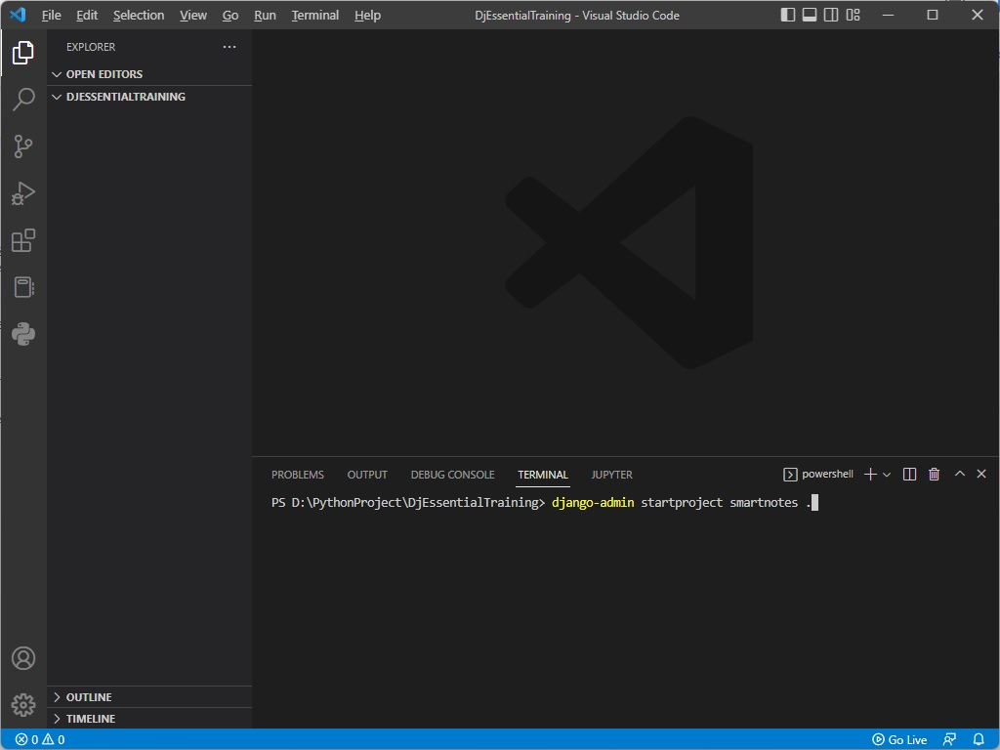 File Edit Selection View Go Run Terminal Help DjEssentialTraining - Visual Studio Code
EXPLORER ···
OPEN EDITORS
DJESSENTIALTRAINING
PROBLEMS OUTPUT DEBUG CONSOLE TERMINAL JUPYTER powershell
PS D:\PythonProject\DjEssentialTraining> django-admin startproject smartnotes .
OUTLINE
TIMELINE
0 0 Go Live